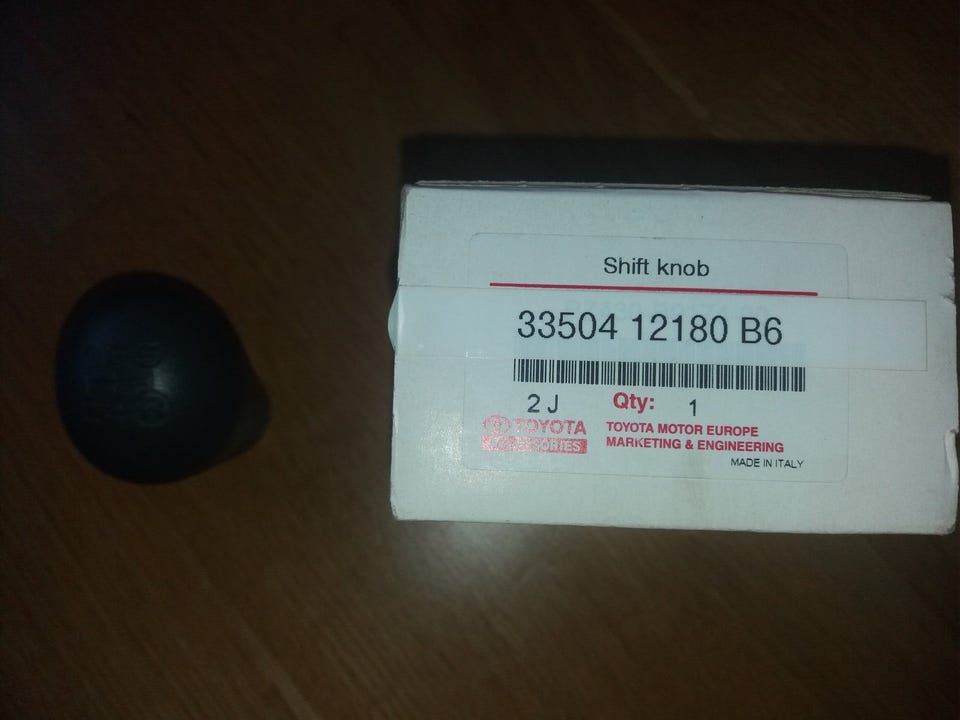 Shift knob
33504 12180 B6
2 J Qty: 1
TOYOTA
ACCESSORIES
TOYOTA MOTOR EUROPE
MARKETING & ENGINEERING
MADE IN ITALY